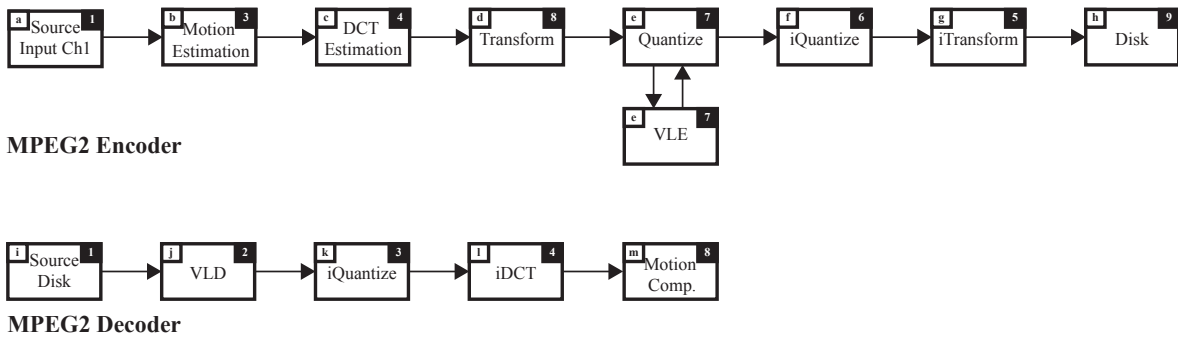 a 1
Source
Input Ch1
b 3
Motion
Estimation
c 4
DCT
Estimation
d 8
Transform
e 7
Quantize
f 6
iQuantize
g 5
iTransform
h 9
Disk
e 7
VLE
MPEG2 Encoder
i 1
Source
Disk
j 2
VLD
k 3
iQuantize
l 4
iDCT
m 8
Motion
Comp.
MPEG2 Decoder